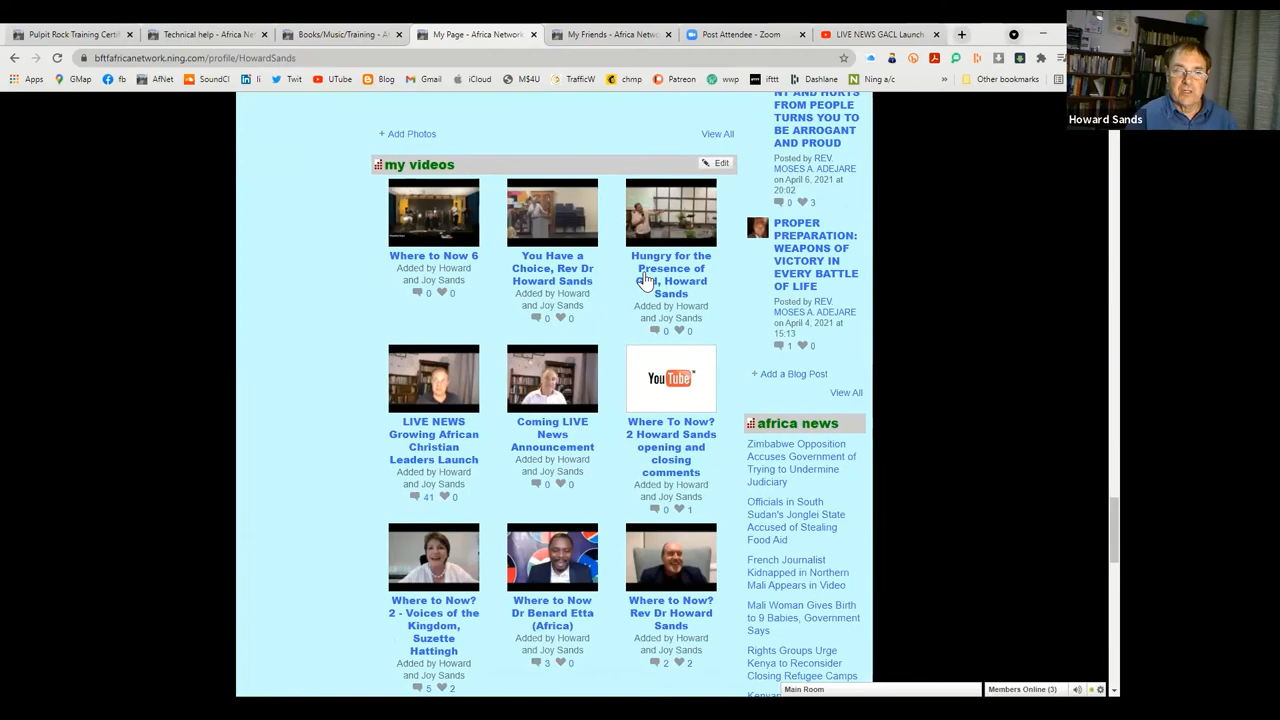 Pulpit Rock Training Certi
Technical help - Africa Ne
Books/Music/Training - A
My Page - Africa Network
My Friends - Africa Netwo
Post Attendee - Zoom
LIVE NEWS GACL Launch
bftafricanetwork.ning.com/profile/HowardSands
Apps
GMap
fb
AfNet
SoundCl
li
Twit
UTube
Blog
Gmail
iCloud
M$4U
TrafficW
chmp
Patreon
wwp
ifttt
Dashlane
Ning a/c
»
Other bookmarks
Howard Sands
+ Add Photos
View All
my videos
Edit
Where to Now 6
Added by Howard
and Joy Sands
0 0
You Have a
Choice, Rev Dr
Howard Sands
Added by Howard
and Joy Sands
0 0
Hungry for the
Presence of
Howard
Sands
Added by Howard
and Joy Sands
0 0
LIVE NEWS
Growing African
Christian
Leaders Launch
Added by Howard
and Joy Sands
41 0
Coming LIVE
News
Announcement
Added by Howard
and Joy Sands
0 0
YouTube
Where To Now?
2 Howard Sands
opening and
closing
comments
Added by Howard
and Joy Sands
0 1
Where to Now?
2 - Voices of the
Kingdom,
Suzette
Hattingh
Added by Howard
and Joy Sands
5 2
Where to Now
Dr Benard Etta
(Africa)
Added by Howard
and Joy Sands
3 0
Where to Now?
Rev Dr Howard
Sands
Added by Howard
and Joy Sands
2 2
NT AND HURTS
FROM PEOPLE
TURNS YOU TO
BE ARROGANT
AND PROUD
Posted by REV.
MOSES A. ADEJARE
on April 6, 2021 at
20:02
0 3
PROPER
PREPARATION:
WEAPONS OF
VICTORY IN
EVERY BATTLE
OF LIFE
Posted by REV.
MOSES A. ADEJARE
on April 4, 2021 at
15:13
1 0
+ Add a Blog Post
View All
africa news
Zimbabwe Opposition
Accuses Government of
Trying to Undermine
Judiciary
Officials in South
Sudan's Jonglei State
Accused of Stealing
Food Aid
French Journalist
Kidnapped in Northern
Mali Appears in Video
Mali Woman Gives Birth
to 9 Babies, Government
Says
Rights Groups Urge
Kenya to Reconsider
Closing Refugee Camps
Main Room
Members Online (3)